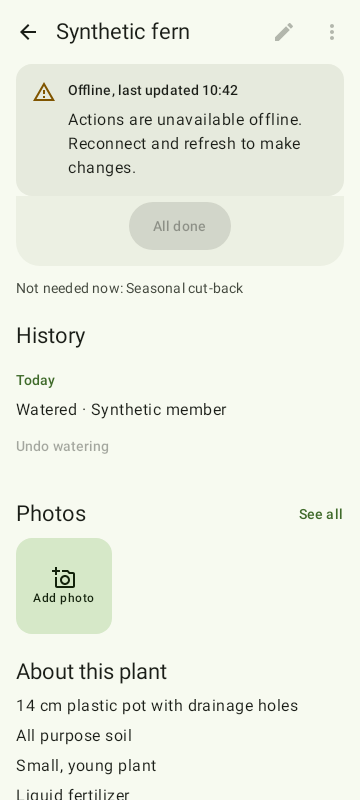 Synthetic fern
Offline, last updated 10:42
Actions are unavailable offline.
Reconnect and refresh to make
changes.
All done
Not needed now: Seasonal cut-back
History
Today
Watered · Synthetic member
Undo watering
Photos
See all
Add photo
About this plant
14 cm plastic pot with drainage holes
All purpose soil
Small, young plant
Liquid fertilizer